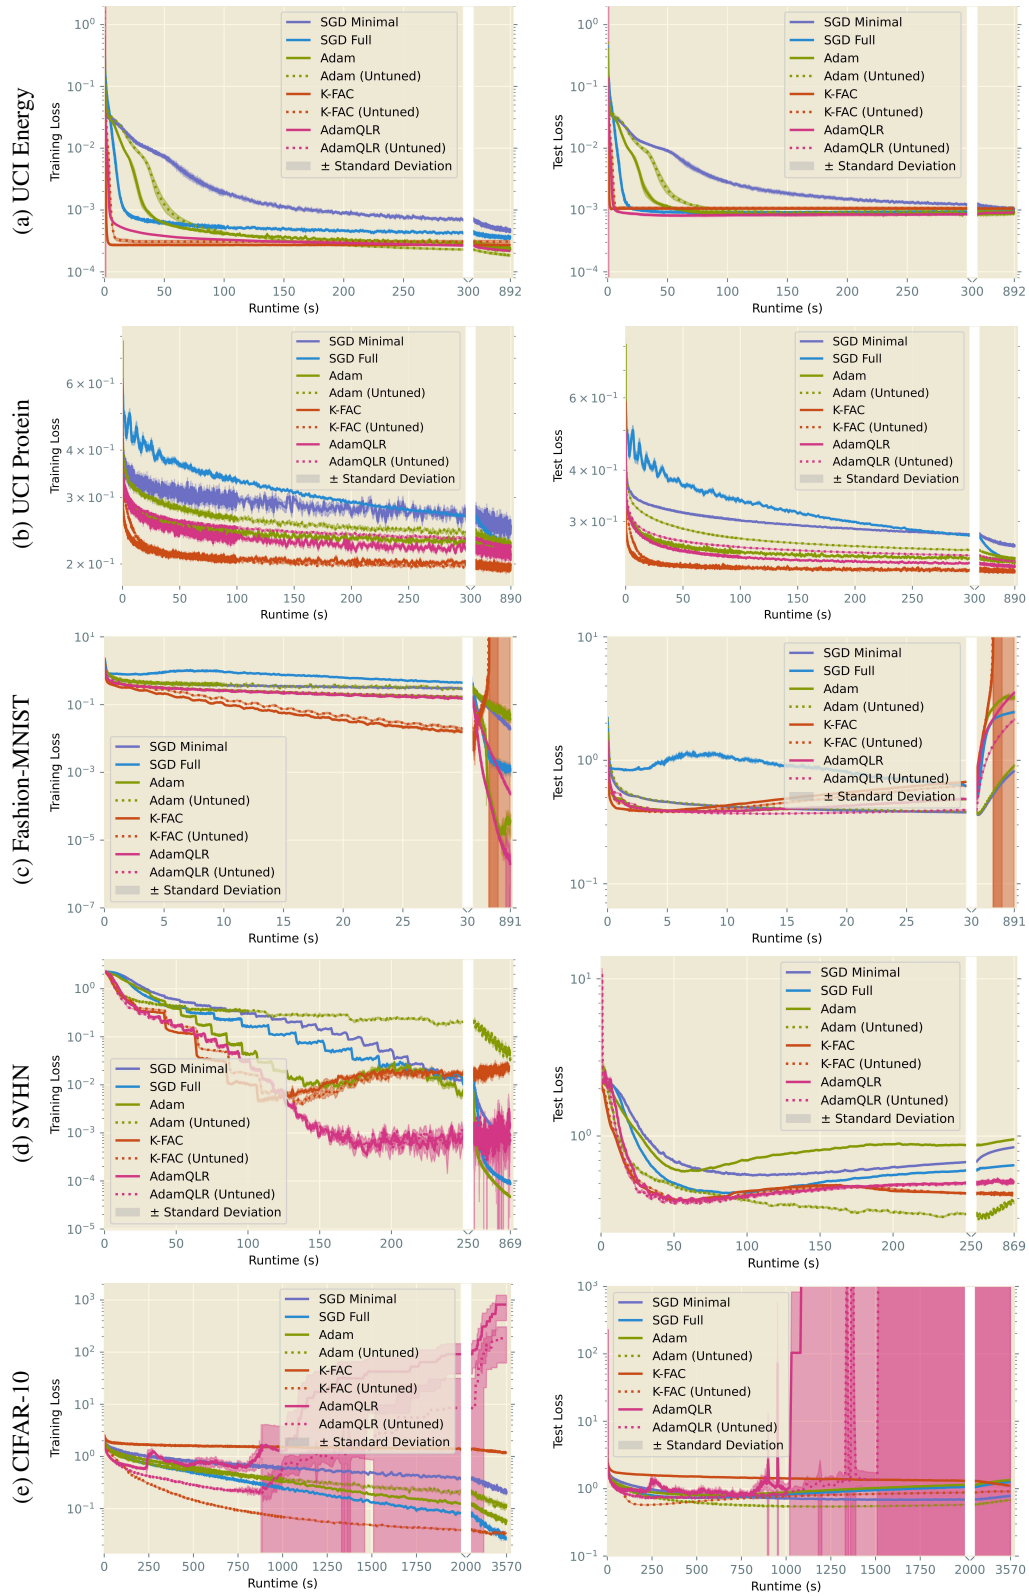 (a) UCI Energy
Training Loss
10⁰
10⁻¹
10⁻²
10⁻³
10⁻⁴
SGD Minimal
SGD Full
Adam
Adam (Untuned)
K-FAC
K-FAC (Untuned)
AdamQLR
AdamQLR (Untuned)
± Standard Deviation
0 50 100 150 200 250 300 892
Runtime (s)
Test Loss
10⁰
10⁻¹
10⁻²
10⁻³
10⁻⁴
SGD Minimal
SGD Full
Adam
Adam (Untuned)
K-FAC
K-FAC (Untuned)
AdamQLR
AdamQLR (Untuned)
± Standard Deviation
0 50 100 150 200 250 300 892
Runtime (s)
(b) UCI Protein
Training Loss
6 × 10⁻¹
4 × 10⁻¹
3 × 10⁻¹
2 × 10⁻¹
SGD Minimal
SGD Full
Adam
Adam (Untuned)
K-FAC
K-FAC (Untuned)
AdamQLR
AdamQLR (Untuned)
± Standard Deviation
0 50 100 150 200 250 300 890
Runtime (s)
Test Loss
6 × 10⁻¹
4 × 10⁻¹
3 × 10⁻¹
SGD Minimal
SGD Full
Adam
Adam (Untuned)
K-FAC
K-FAC (Untuned)
AdamQLR
AdamQLR (Untuned)
± Standard Deviation
0 50 100 150 200 250 300 890
Runtime (s)
(c) Fashion-MNIST
Training Loss
10¹
10⁻¹
10⁻³
10⁻⁵
10⁻⁷
SGD Minimal
SGD Full
Adam
Adam (Untuned)
K-FAC
K-FAC (Untuned)
AdamQLR
AdamQLR (Untuned)
± Standard Deviation
0 5 10 15 20 25 30 891
Runtime (s)
Test Loss
10¹
10⁰
10⁻¹
SGD Minimal
SGD Full
Adam
Adam (Untuned)
K-FAC
K-FAC (Untuned)
AdamQLR
AdamQLR (Untuned)
± Standard Deviation
0 5 10 15 20 25 30 891
Runtime (s)
(d) SVHN
Training Loss
10⁰
10⁻¹
10⁻²
10⁻³
10⁻⁴
10⁻⁵
SGD Minimal
SGD Full
Adam
Adam (Untuned)
K-FAC
K-FAC (Untuned)
AdamQLR
AdamQLR (Untuned)
± Standard Deviation
0 50 100 150 200 250 869
Runtime (s)
Test Loss
10¹
10⁰
SGD Minimal
SGD Full
Adam
Adam (Untuned)
K-FAC
K-FAC (Untuned)
AdamQLR
AdamQLR (Untuned)
± Standard Deviation
0 50 100 150 200 250 869
Runtime (s)
(e) CIFAR-10
Training Loss
10³
10²
10¹
10⁰
10⁻¹
SGD Minimal
SGD Full
Adam
Adam (Untuned)
K-FAC
K-FAC (Untuned)
AdamQLR
AdamQLR (Untuned)
± Standard Deviation
0 250 500 750 1000 1250 1500 1750 2000 3570
Runtime (s)
Test Loss
10³
10²
10¹
10⁰
10⁻¹
SGD Minimal
SGD Full
Adam
Adam (Untuned)
K-FAC
K-FAC (Untuned)
AdamQLR
AdamQLR (Untuned)
± Standard Deviation
0 250 500 750 1000 1250 1500 1750 2000 3570
Runtime (s)